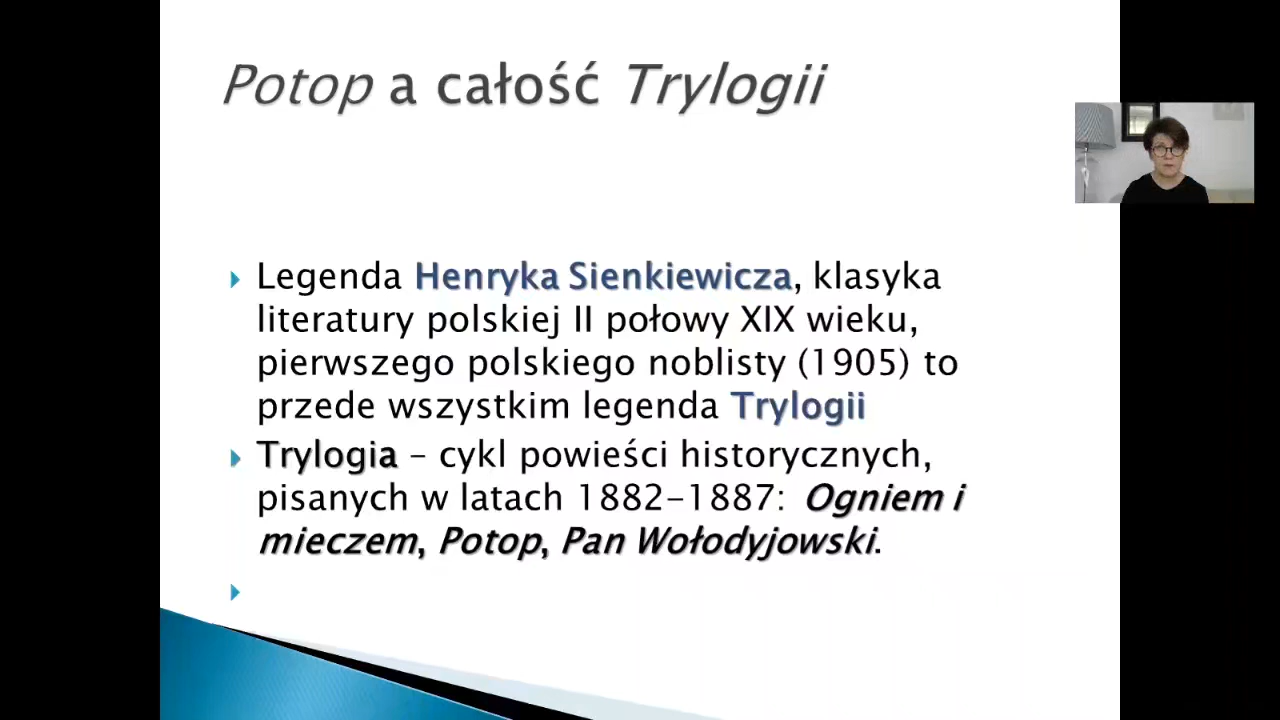 Potop a całość Trylogii
Legenda Henryka Sienkiewicza, klasyka
literatury polskiej II połowy XIX wieku,
pierwszego polskiego noblisty (1905) to
przede wszystkim legenda Trylogii
Trylogia – cykl powieści historycznych,
pisanych w latach 1882-1887: Ogniem i
mieczem, Potop, Pan Wołodyjowski.